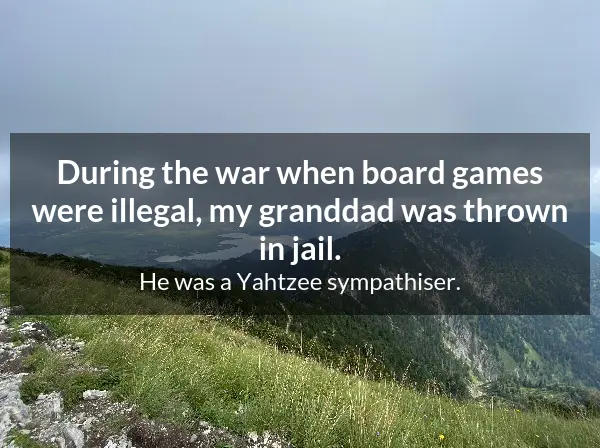 During the war when board games
were illegal, my granddad was thrown
in jail.
He was a Yahtzee sympathiser.